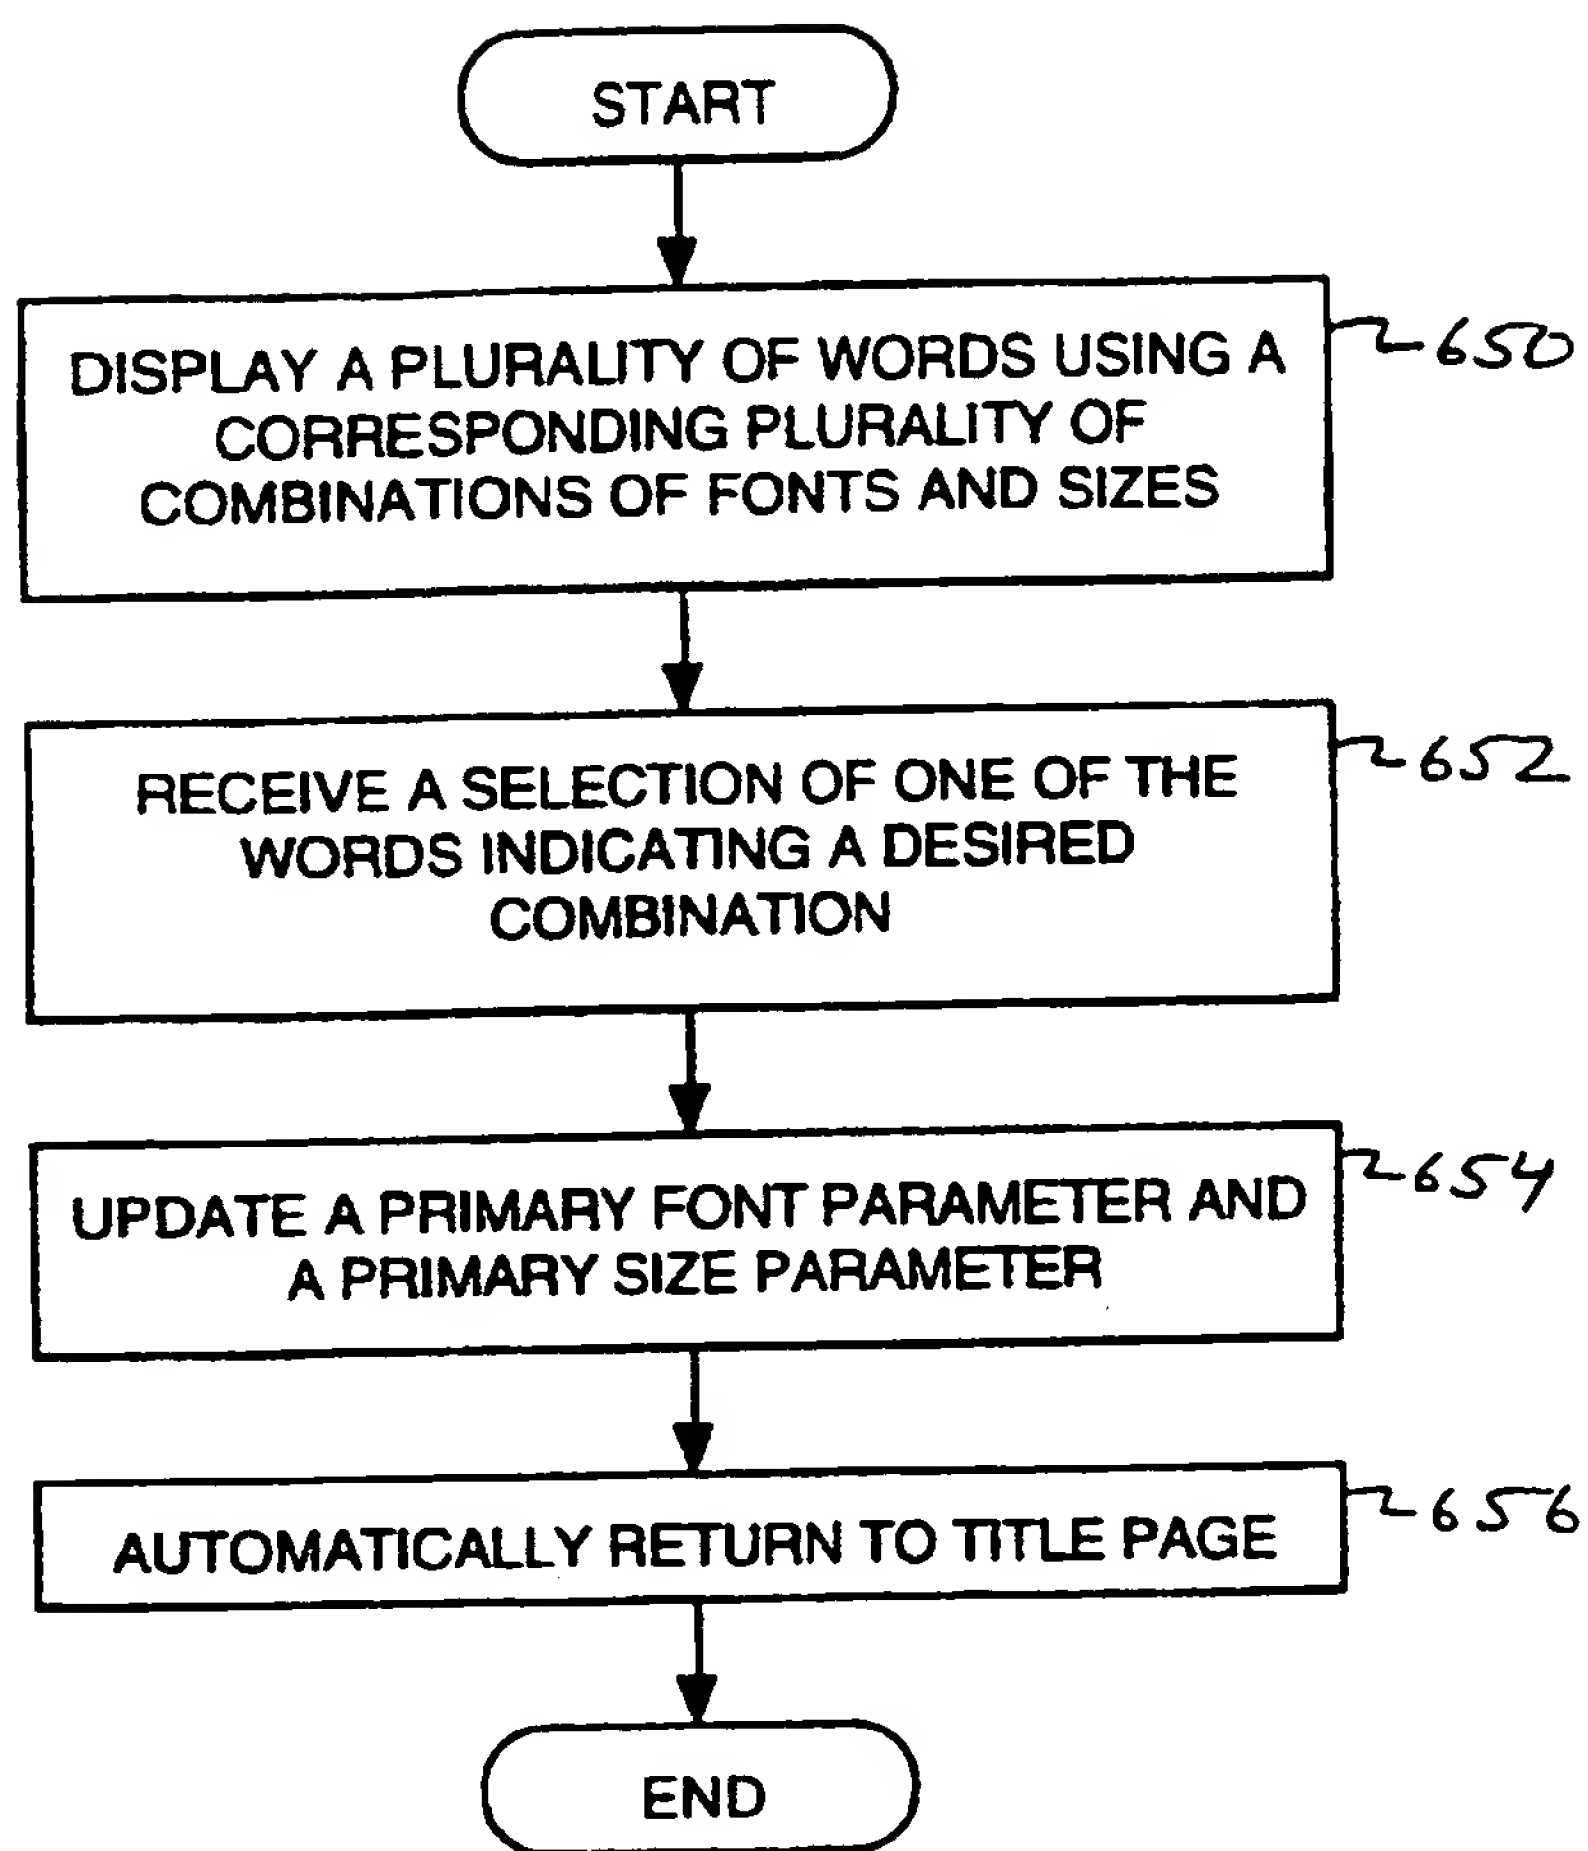 START
DISPLAY A PLURALITY OF WORDS USING A
CORRESPONDING PLURALITY OF
COMBINATIONS OF FONTS AND SIZES
650
RECEIVE A SELECTION OF ONE OF THE
WORDS INDICATING A DESIRED
COMBINATION
652
UPDATE A PRIMARY FONT PARAMETER AND
A PRIMARY SIZE PARAMETER
654
AUTOMATICALLY RETURN TO TITLE PAGE
656
END